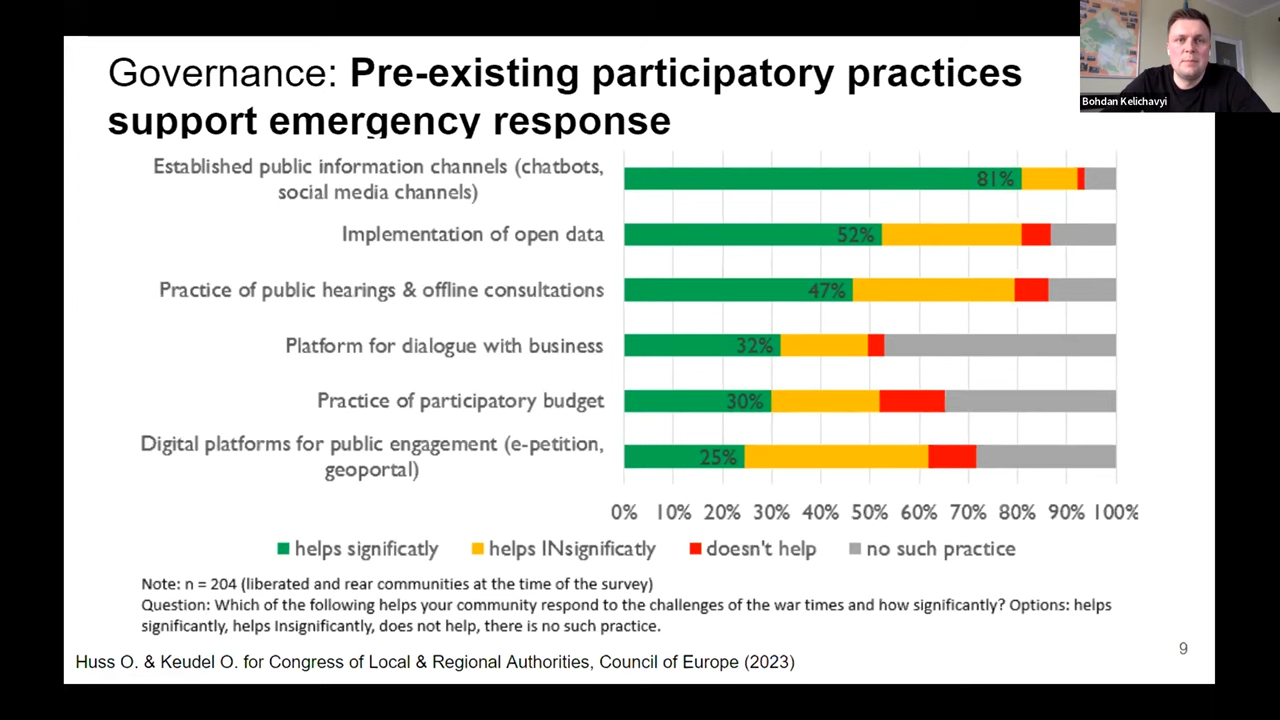 Governance: Pre-existing participatory practices
support emergency response
Bohdan Kelichavyi
Established public information channels (chatbots,
social media channels)
81%
Implementation of open data
52%
Practice of public hearings & offline consultations
47%
Platform for dialogue with business
32%
Practice of participatory budget
30%
Digital platforms for public engagement (e-petition,
geoportal)
25%
0% 10% 20% 30% 40% 50% 60% 70% 80% 90% 100%
helps significatly helps INsignificatly doesn't help no such practice
Note: n = 204 (liberated and rear communities at the time of the survey)
Question: Which of the following helps your community respond to the challenges of the war times and how significantly? Options: helps
significantly, helps Insignificantly, does not help, there is no such practice.
9
Huss O. & Keudel O. for Congress of Local & Regional Authorities, Council of Europe (2023)